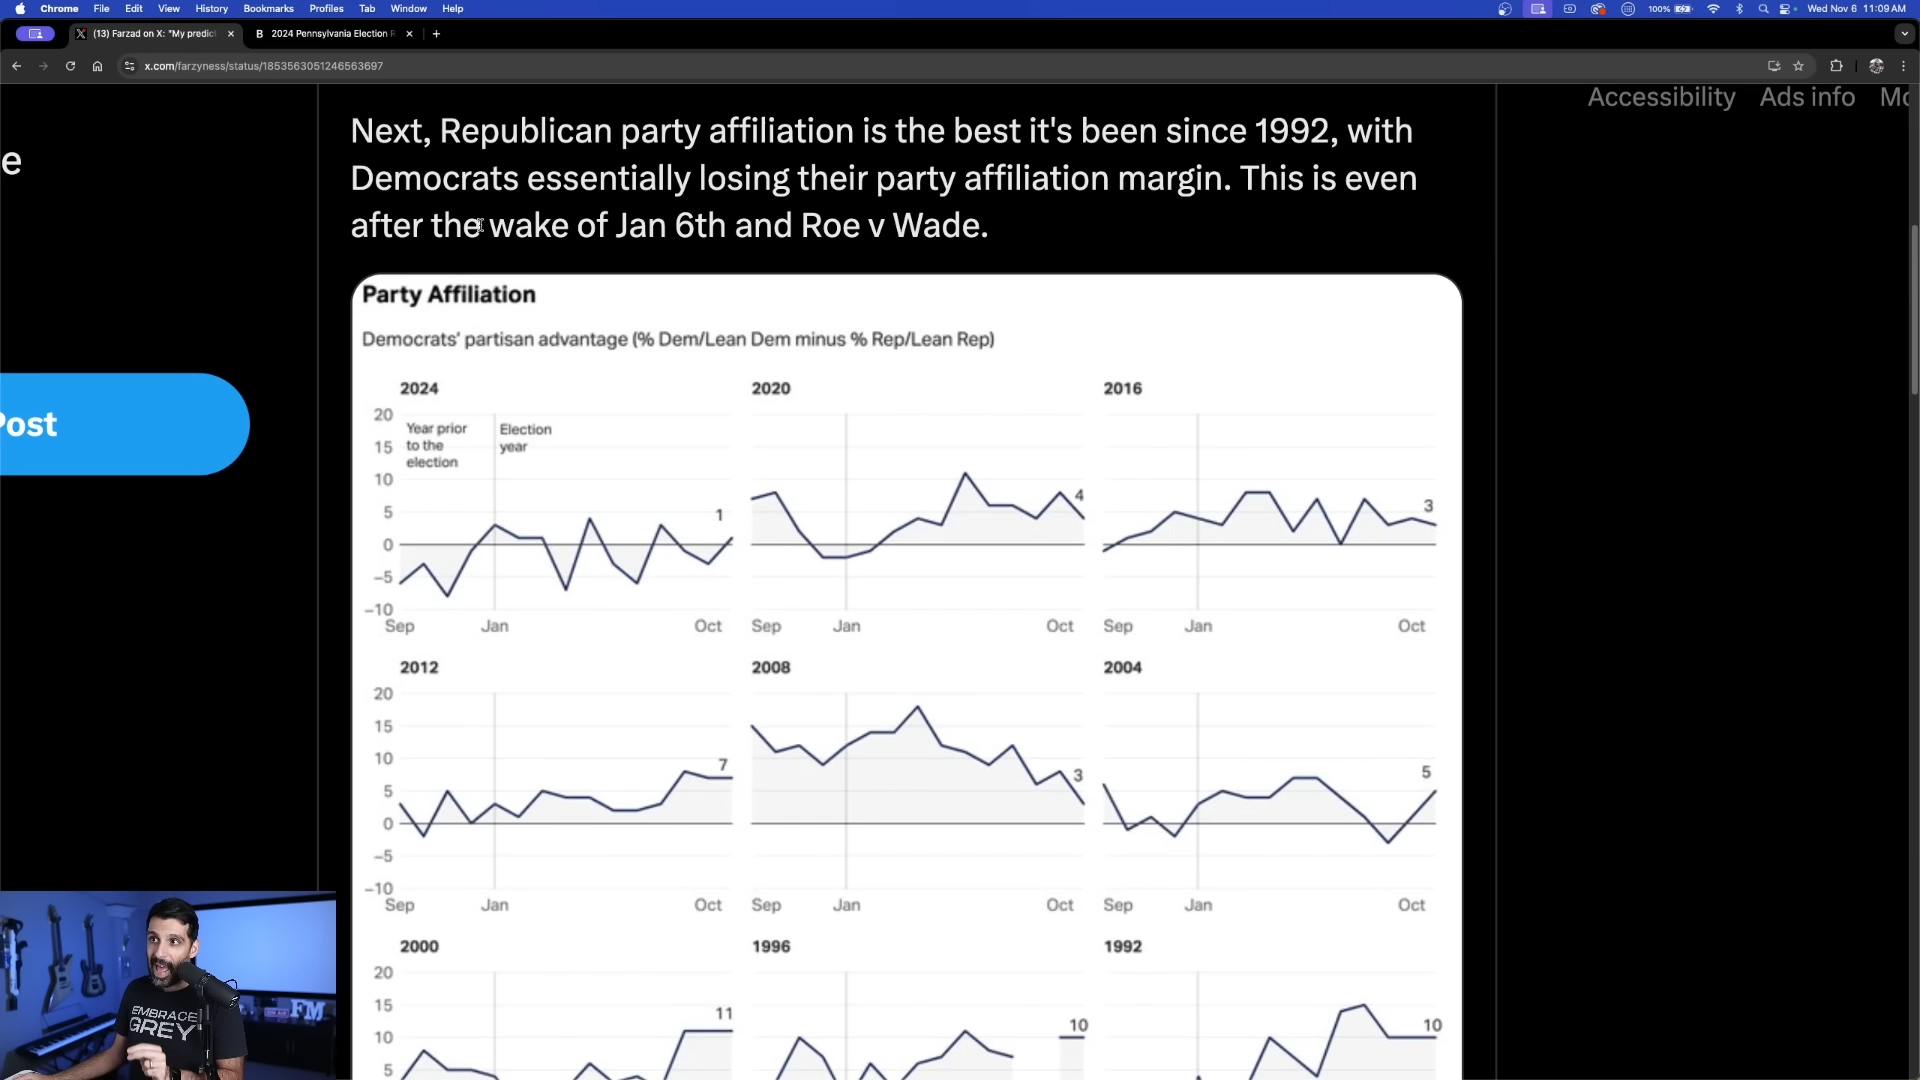 Chrome File Edit View History Bookmarks Profiles Tab Window Help
100%
Wed Nov 6 11:09 AM
(13) Farzad on X: "My predic
2024 Pennsylvania Election R
x.com/farzyness/status/1853563051246563697
Accessibility Ads info Mo
e
Post
Next, Republican party affiliation is the best it's been since 1992, with
Democrats essentially losing their party affiliation margin. This is even
after the wake of Jan 6th and Roe v Wade.
Party Affiliation
Democrats' partisan advantage (% Dem/Lean Dem minus % Rep/Lean Rep)
2024 2020 2016
20
Year prior
to the
election
Election
year
15
10
5
0
−5
−10
1
4
3
Sep Jan Oct Sep Jan Oct Sep Jan Oct
2012 2008 2004
20
15
10
5
0
−5
−10
7
3
5
Sep Jan Oct Sep Jan Oct Sep Jan Oct
2000 1996 1992
20
15
10
5
11
10
10
EMBRACE
GREY
FM